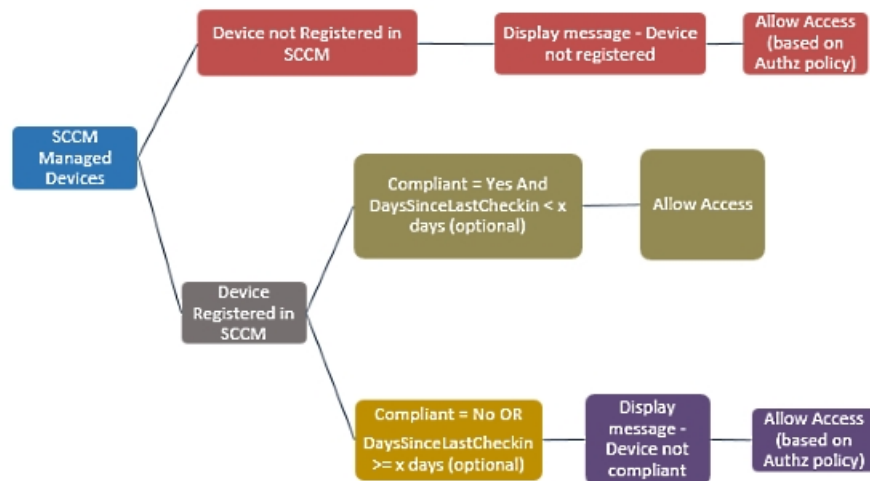 Device not Registered in
SCCM
Display message - Device
not registered
Allow Access
(based on
Authz policy)
SCCM
Managed
Devices
Compliant = Yes And
DaysSinceLastCheckin < x
days (optional)
Allow Access
Device
Registered in
SCCM
Compliant = No OR
DaysSinceLastCheckin
>= x days (optional)
Display
message -
Device not
compliant
Allow Access
(based on
Authz policy)